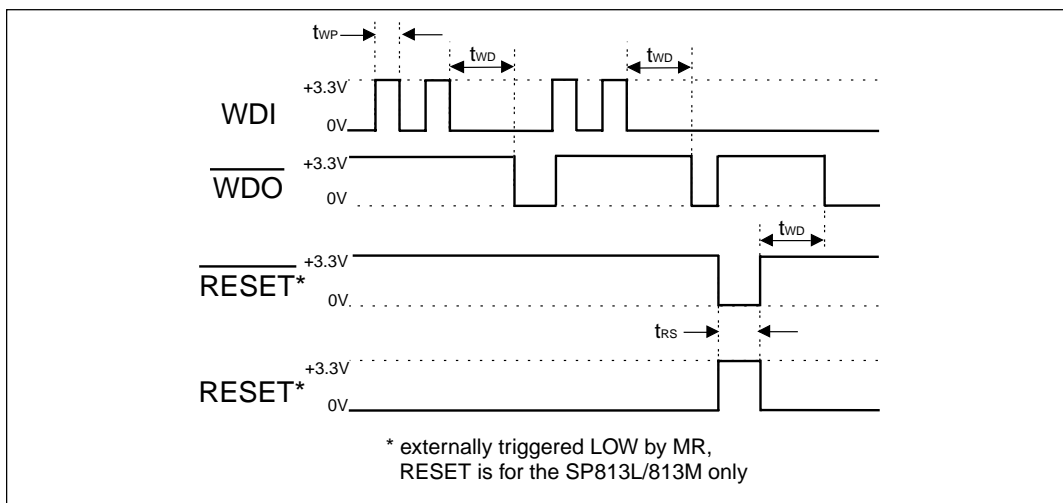 tWP
tWD
tWD
+3.3V
WDI
0V
+3.3V
WDO
0V
tWD
+3.3V
RESET*
0V
tRS
+3.3V
RESET*
0V
* externally triggered LOW by MR,
RESET is for the SP813L/813M only